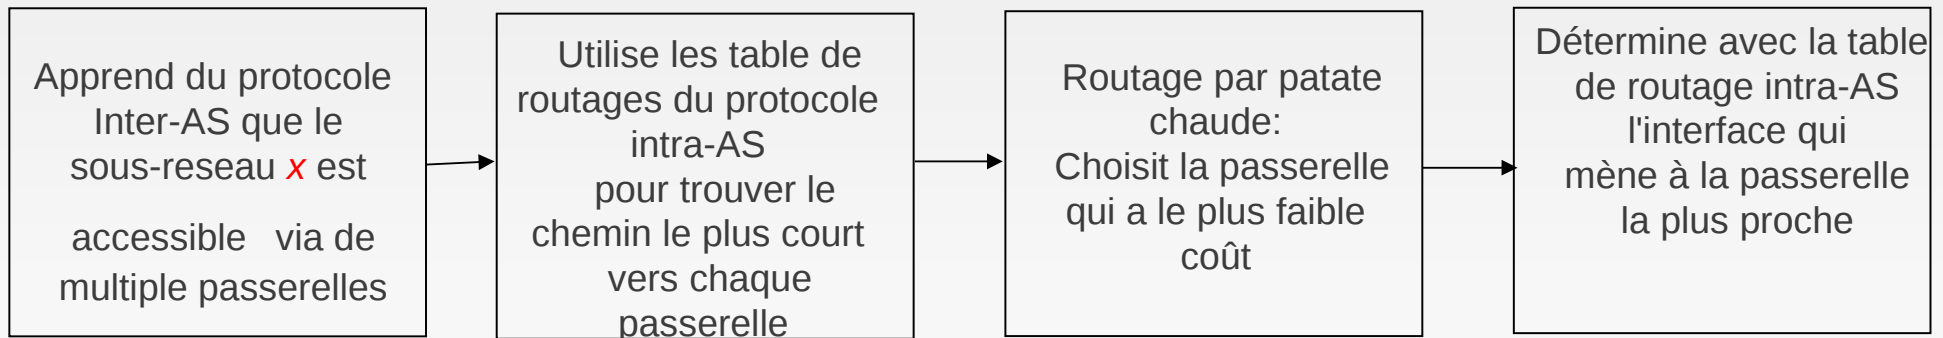 Apprend du protocole
Inter-AS que le
sous-reseau x est
accessible via de
multiple passerelles
Utilise les table de
routages du protocole
intra-AS
pour trouver le
chemin le plus court
vers chaque
passerelle
Routage par patate
chaude:
Choisit la passerelle
qui a le plus faible
coût
Détermine avec la table
de routage intra-AS
l'interface qui
mène à la passerelle
la plus proche